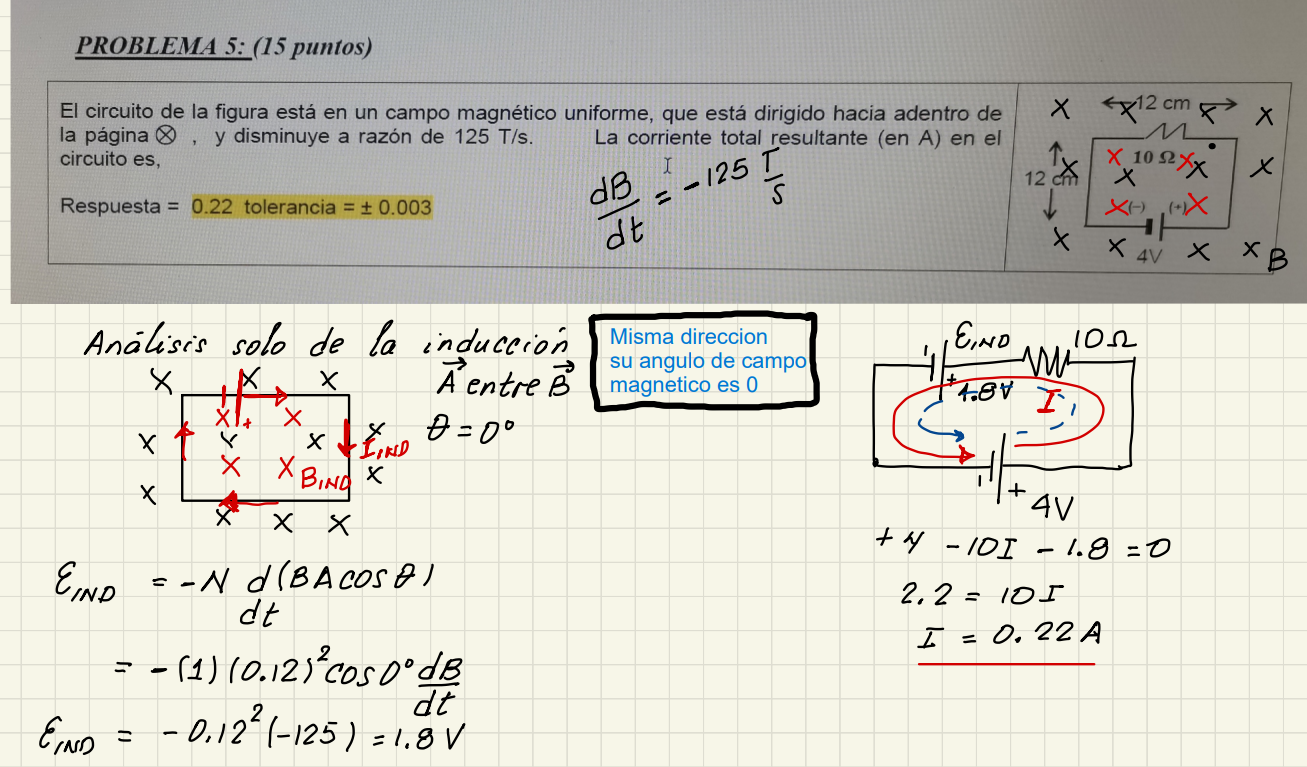 PROBLEMA 5: (15 puntos)
El circuito de la figura está en un campo magnético uniforme, que está dirigido hacia adentro de
la página ⊗ , y disminuye a razón de 125 T/s. La corriente total resultante (en A) en el
circuito es,
Respuesta = 0.22 tolerancia = ± 0.003
dB/dt = -125 T/s
12 cm
10 Ω
12 cm
(-) (+)
4V
B
Análisis solo de la inducción
Misma direccion
su angulo de campo
magnetico es 0
A entre B
θ = 0°
+
I,IND
BIND
ƐIND = -N d(BA cos θ)
dt
= -(1)(0.12)² cos 0° dB
dt
ƐIND = -0.12² (-125) = 1.8 V
ƐIND 10Ω
+
1.8V
I
+
4V
+4 -10I -1.8 = 0
2.2 = 10I
I = 0.22 A